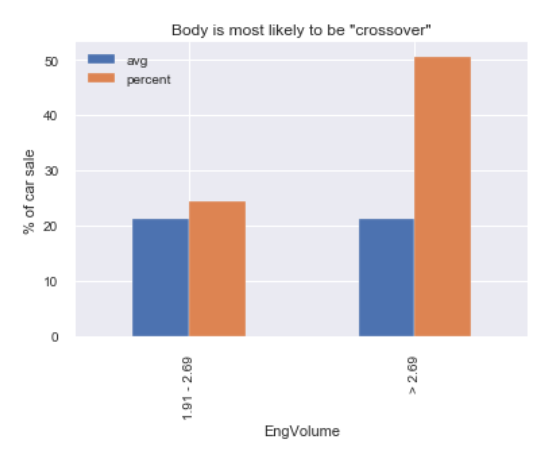 Body is most likely to be "crossover"
avg
percent
50
40
30
20
10
0
% of car sale
1.91 - 2.69
> 2.69
EngVolume